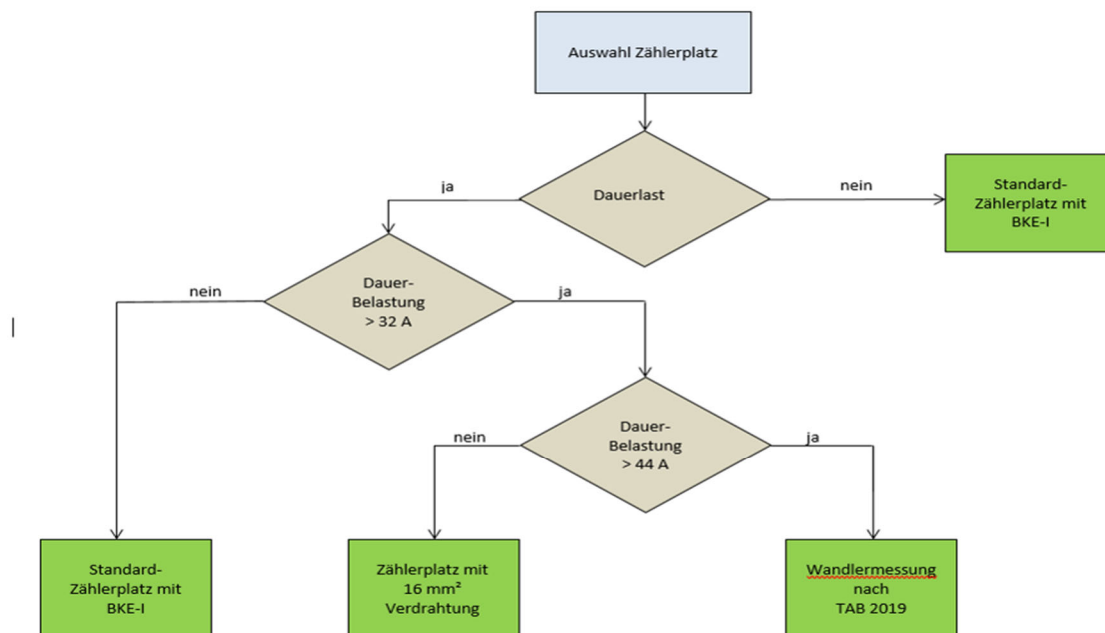 Auswahl Zählerplatz
Dauerlast
ja
nein
Standard-
Zählerplatz mit
BKE-I
Dauer-
Belastung
> 32 A
nein
ja
Dauer-
Belastung
> 44 A
nein
ja
Standard-
Zählerplatz mit
BKE-I
Zählerplatz mit
16 mm²
Verdrahtung
Wandlermessung
nach
TAB 2019